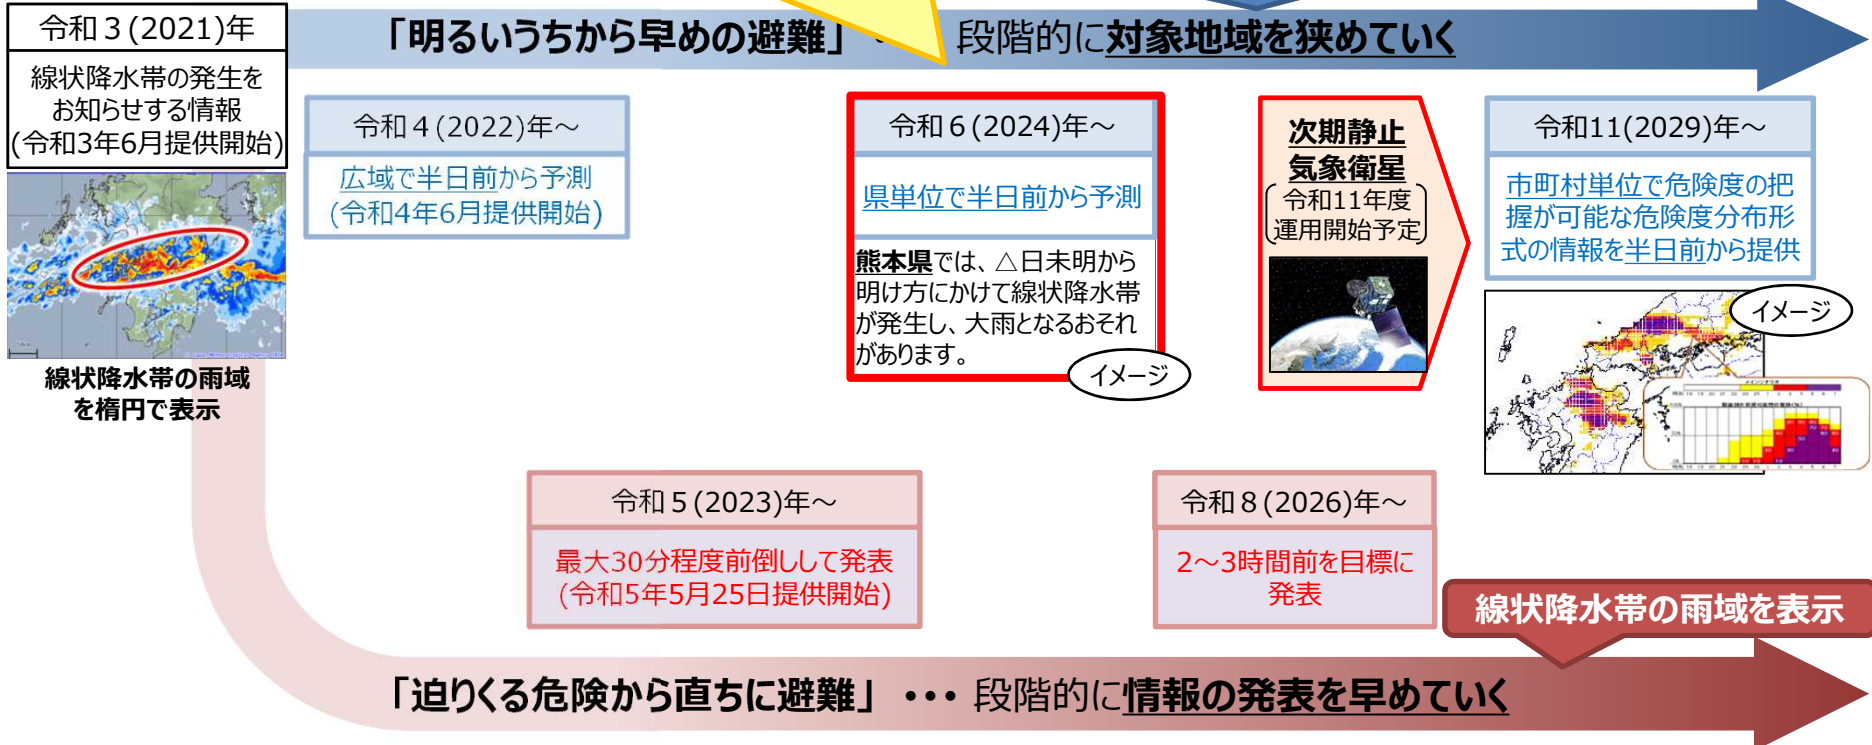 令和３(2021)年
線状降水帯の発生を
お知らせする情報
(令和3年6月提供開始)
線状降水帯の雨域
を楕円で表示
「明るいうちから早めの避難」・ 段階的に対象地域を狭めていく
令和４(2022)年～
広域で半日前から予測
(令和4年6月提供開始)
令和６(2024)年～
県単位で半日前から予測
熊本県では、△日未明から
明け方にかけて線状降水帯
が発生し、大雨となるおそれ
があります。
イメージ
次期静止
気象衛星
令和11年度
運用開始予定
令和11(2029)年～
市町村単位で危険度の把
握が可能な危険度分布形
式の情報を半日前から提供
イメージ
令和５(2023)年～
最大30分程度前倒しして発表
(令和5年5月25日提供開始)
令和８(2026)年～
2～3時間前を目標に
発表
線状降水帯の雨域を表示
「迫りくる危険から直ちに避難」・・・ 段階的に情報の発表を早めていく